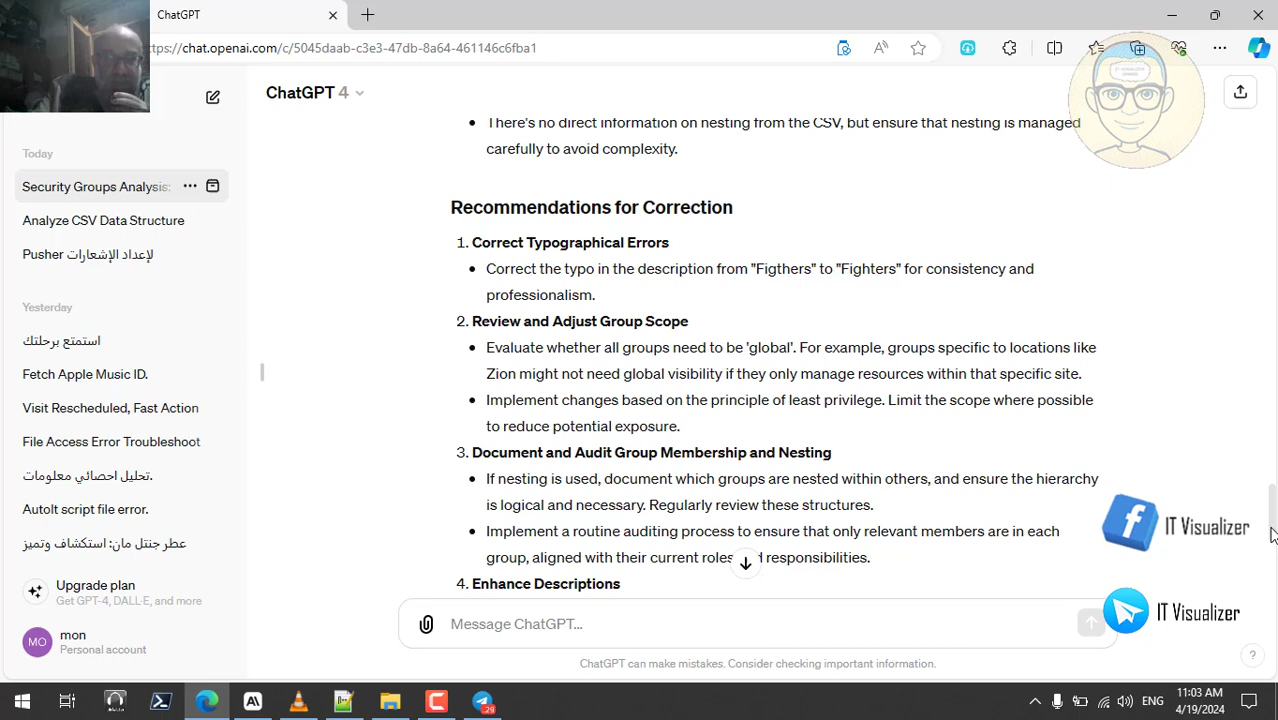 ChatGPT
ttps://chat.openai.com/c/5045daab-c3e3-47db-8a64-461146c6fba1
ChatGPT 4
Today
Security Groups Analysis:
Analyze CSV Data Structure
Pusher لإعداد الإشعارات
Yesterday
استمتع برحلتك
Fetch Apple Music ID.
Visit Rescheduled, Fast Action
File Access Error Troubleshoot
تحليل احصائي معلومات.
AutoIt script file error.
عطر جنتل مان: استكشاف وتميز
Upgrade plan
Get GPT-4, DALL·E, and more
MO
mon
Personal account
There's no direct information on nesting from the CSV, but ensure that nesting is managed
carefully to avoid complexity.
Recommendations for Correction
1. Correct Typographical Errors
Correct the typo in the description from "Figthers" to "Fighters" for consistency and
professionalism.
2. Review and Adjust Group Scope
Evaluate whether all groups need to be 'global'. For example, groups specific to locations like
Zion might not need global visibility if they only manage resources within that specific site.
Implement changes based on the principle of least privilege. Limit the scope where possible
to reduce potential exposure.
3. Document and Audit Group Membership and Nesting
If nesting is used, document which groups are nested within others, and ensure the hierarchy
is logical and necessary. Regularly review these structures.
Implement a routine auditing process to ensure that only relevant members are in each
group, aligned with their current roles d responsibilities.
4. Enhance Descriptions
Message ChatGPT...
ChatGPT can make mistakes. Consider checking important information.
?
IT Visualizer
IT Visualizer
29
ENG
11:03 AM
4/19/2024